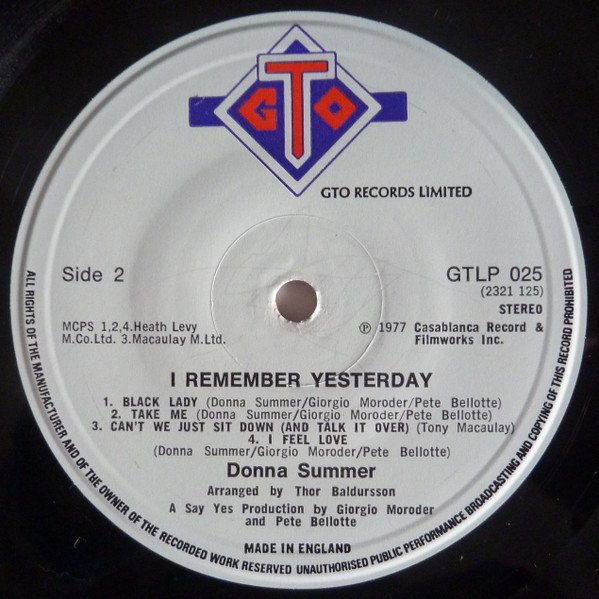 GTO
GTO RECORDS LIMITED
Side 2
GTLP 025
(2321 125)
STEREO
MCPS 1,2,4.Heath Levy
M.Co.Ltd. 3.Macaulay M.Ltd.
℗ 1977 Casablanca Record &
Filmworks Inc.
I REMEMBER YESTERDAY
1. BLACK LADY (Donna Summer/Giorgio Moroder/Pete Bellotte)
2. TAKE ME (Donna Summer/Giorgio Moroder/Pete Bellotte)
3. CAN'T WE JUST SIT DOWN (AND TALK IT OVER) (Tony Macaulay)
4. I FEEL LOVE
(Donna Summer/Giorgio Moroder/Pete Bellotte)
Donna Summer
Arranged by Thor Baldursson
A Say Yes Production by Giorgio Moroder
and Pete Bellotte
MADE IN ENGLAND
ALL RIGHTS OF THE MANUFACTURER AND OF THE OWNER OF THE RECORDED WORK RESERVED UNAUTHORISED PUBLIC PERFORMANCE BROADCASTING AND COPYING OF THIS RECORD PROHIBITED